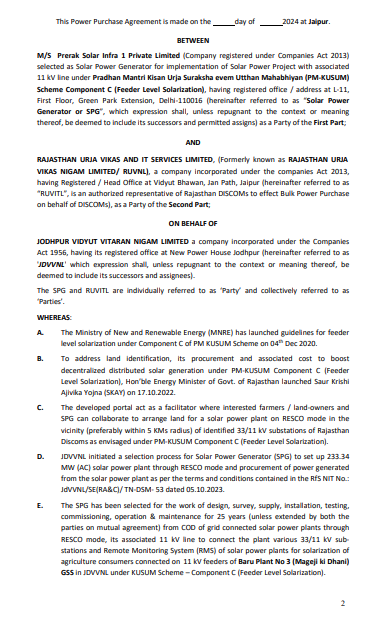 This Power Purchase Agreement is made on the _____day of _____2024 at Jaipur.
BETWEEN
M/S Prerak Solar Infra 1 Private Limited (Company registered under Companies Act 2013)
selected as Solar Power Generator for implementation of Solar Power Project with associated
11 kV line under Pradhan Mantri Kisan Urja Suraksha evem Utthan Mahabhiyan (PM-KUSUM)
Scheme Component C (Feeder Level Solarization), having registered office / address at L-11,
First Floor, Green Park Extension, Delhi-110016 (hereinafter referred to as "Solar Power
Generator or SPG", which expression shall, unless repugnant to the context or meaning
thereof, be deemed to include its successors and permitted assigns) as a Party of the First Part;
AND
RAJASTHAN URJA VIKAS AND IT SERVICES LIMITED, (Formerly known as RAJASTHAN URJA
VIKAS NIGAM LIMITED/ RUVNL), a company incorporated under the companies Act 2013,
having Registered / Head Office at Vidyut Bhawan, Jan Path, Jaipur (hereinafter referred to as
"RUVITL", is an authorized representative of Rajasthan DISCOMs to effect Bulk Power Purchase
on behalf of DISCOMs), as a Party of the Second Part;
ON BEHALF OF
JODHPUR VIDYUT VITARAN NIGAM LIMITED a company incorporated under the Companies
Act 1956, having its registered office at New Power House Jodhpur (hereinafter referred to as
'JDVVNL' which expression shall, unless repugnant to the context or meaning thereof, be
deemed to include its successors and assignees).
The SPG and RUVITL are individually referred to as 'Party' and collectively referred to as
'Parties'.
WHEREAS:
A. The Ministry of New and Renewable Energy (MNRE) has launched guidelines for feeder
level solarization under Component C of PM KUSUM Scheme on 04th Dec 2020.
B. To address land identification, its procurement and associated cost to boost
decentralized distributed solar generation under PM-KUSUM Component C (Feeder
Level Solarization), Hon'ble Energy Minister of Govt. of Rajasthan launched Saur Krishi
Ajivika Yojna (SKAY) on 17.10.2022.
C. The developed portal act as a facilitator where interested farmers / land-owners and
SPG can collaborate to arrange land for a solar power plant on RESCO mode in the
vicinity (preferably within 5 KMs radius) of identified 33/11 kV substations of Rajasthan
Discoms as envisaged under PM-KUSUM Component C (Feeder Level Solarization).
D. JDVVNL initiated a selection process for Solar Power Generator (SPG) to set up 233.34
MW (AC) solar power plant through RESCO mode and procurement of power generated
from the solar power plant as per the terms and conditions contained in the RfS NIT No.:
JdVVNL/SE(RA&C)/ TN-DSM- 53 dated 05.10.2023.
E. The SPG has been selected for the work of design, survey, supply, installation, testing,
commissioning, operation & maintenance for 25 years (unless extended by both the
parties on mutual agreement) from COD of grid connected solar power plants through
RESCO mode, its associated 11 kV line to connect the plant various 33/11 kV sub-
stations and Remote Monitoring System (RMS) of solar power plants for solarization of
agriculture consumers connected on 11 kV feeders of Baru Plant No 3 (Mageji ki Dhani)
GSS in JDVVNL under KUSUM Scheme – Component C (Feeder Level Solarization).
2